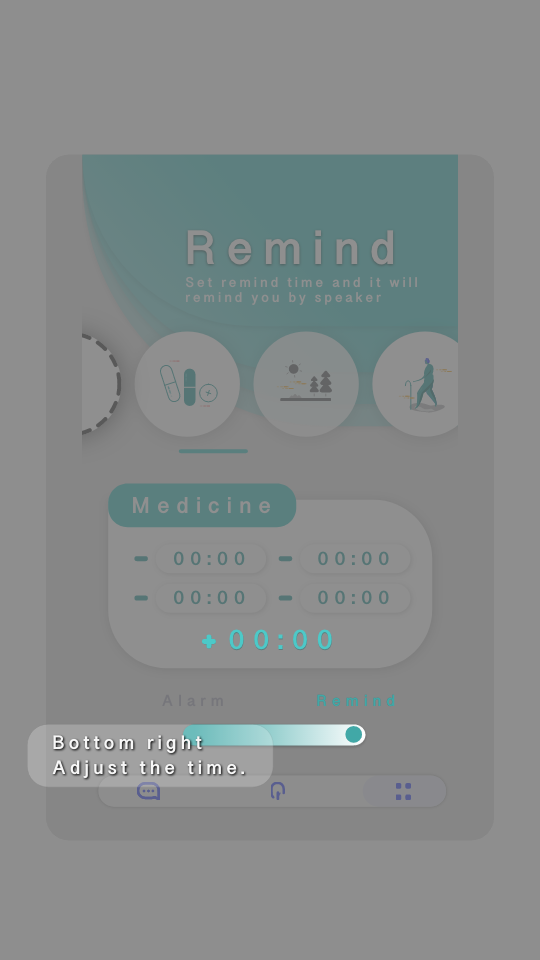 Remind
Set remind time and it will
remind you by speaker
Medicine
- 00:00 - 00:00
- 00:00 - 00:00
+ 00:00
Alarm Remind
Bottom right
Adjust the time.